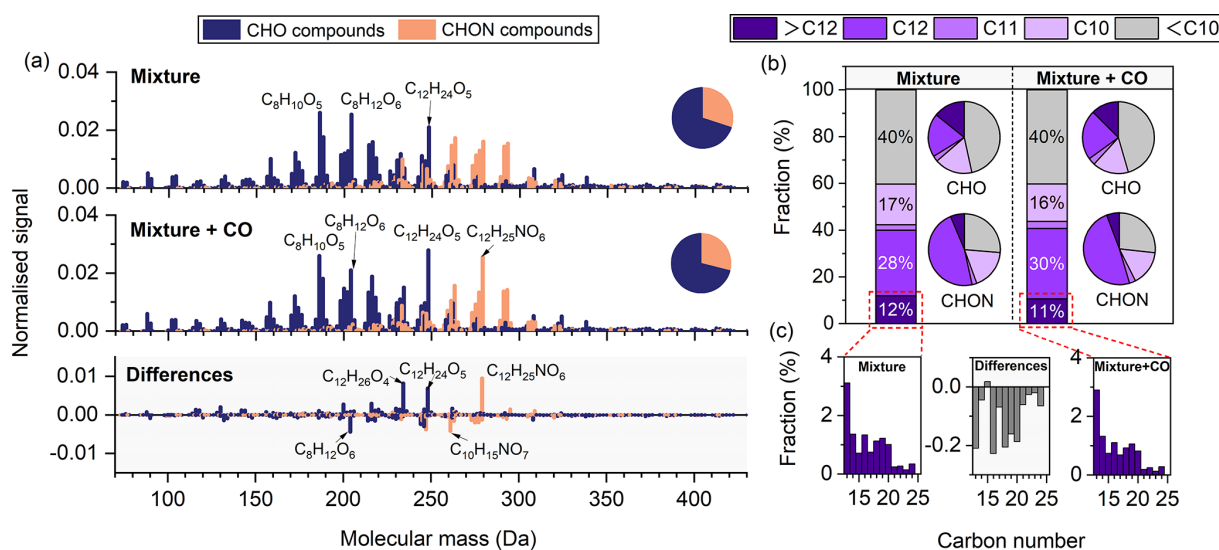 CHO compounds CHON compounds
>C12 C12 C11 C10 <C10
(a)
Normalised signal
0.04
0.02
0.00
Mixture
C₈H₁₀O₅
C₈H₁₂O₆
C₁₂H₂₄O₅
0.04
0.02
0.00
Mixture + CO
C₈H₁₀O₅
C₈H₁₂O₆
C₁₂H₂₄O₅
C₁₂H₂₅NO₆
0.01
0.00
-0.01
Differences
C₁₂H₂₆O₄
C₁₂H₂₄O₅
C₁₂H₂₅NO₆
C₈H₁₂O₆
C₁₀H₁₅NO₇
100 150 200 250 300 350 400
Molecular mass (Da)
(b)
Fraction (%)
100
80
60
40
20
0
Mixture
Mixture + CO
40%
17%
28%
12%
CHO
CHON
40%
16%
30%
11%
CHO
CHON
(c)
Fraction (%)
4
2
0
Mixture
10 15 20 25
0.0
-0.2
Differences
10 15 20 25
4
2
0
Mixture+CO
10 15 20 25
Carbon number